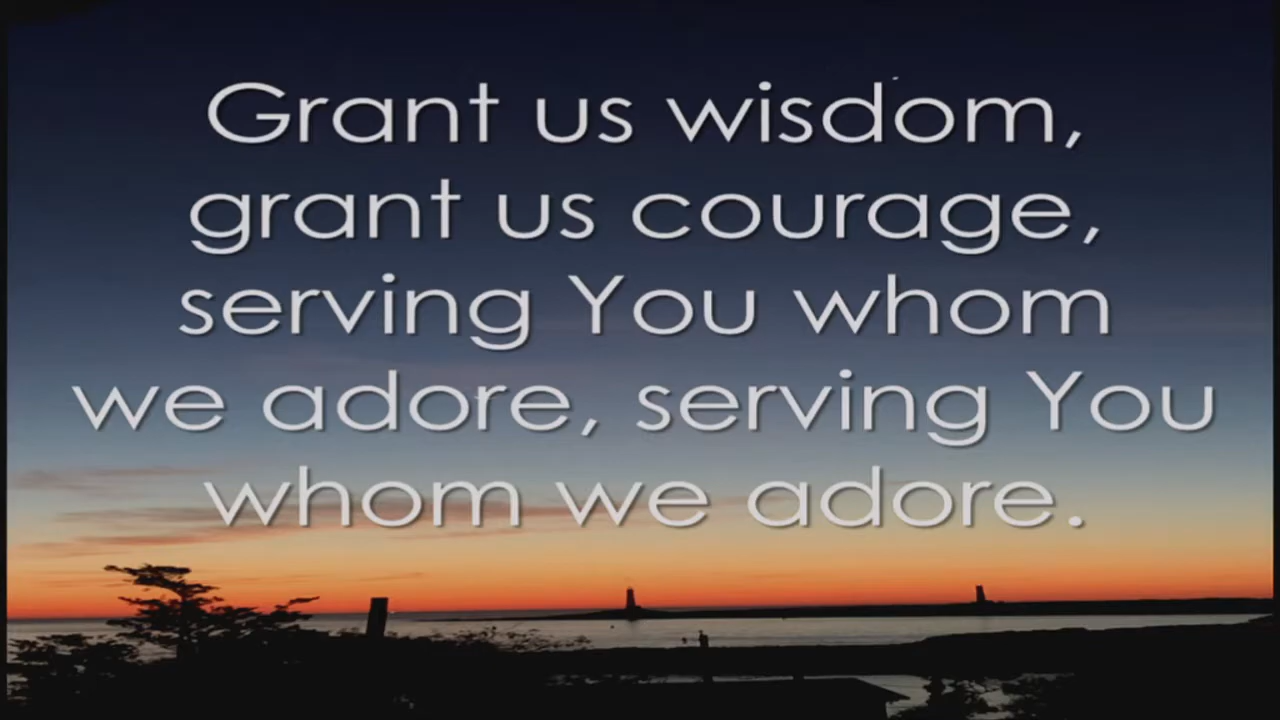 Grant us wisdom,
grant us courage,
serving You whom
we adore, serving You
whom we adore.